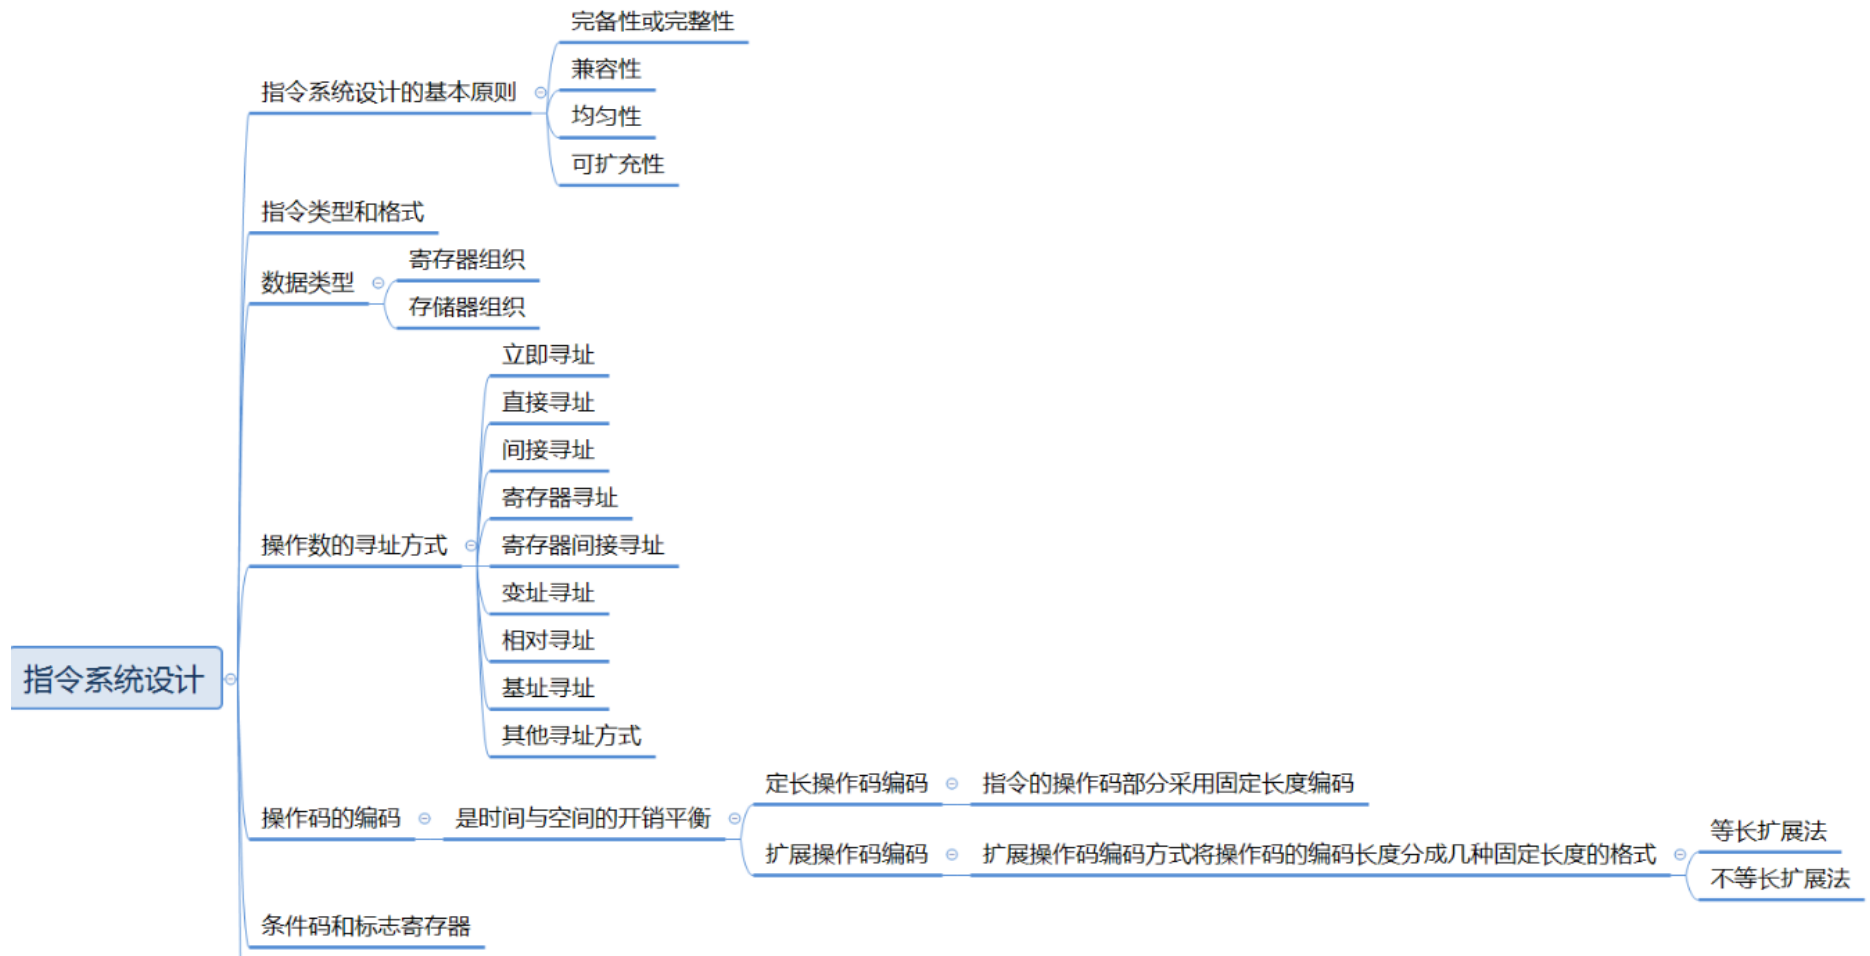 完备性或完整性
兼容性
指令系统设计的基本原则
均匀性
可扩充性
指令类型和格式
寄存器组织
数据类型
存储器组织
立即寻址
直接寻址
间接寻址
寄存器寻址
操作数的寻址方式
寄存器间接寻址
变址寻址
相对寻址
指令系统设计
基址寻址
其他寻址方式
定长操作码编码
指令的操作码部分采用固定长度编码
操作码的编码
是时间与空间的开销平衡
等长扩展法
扩展操作码编码
扩展操作码编码方式将操作码的编码长度分成几种固定长度的格式
不等长扩展法
条件码和标志寄存器